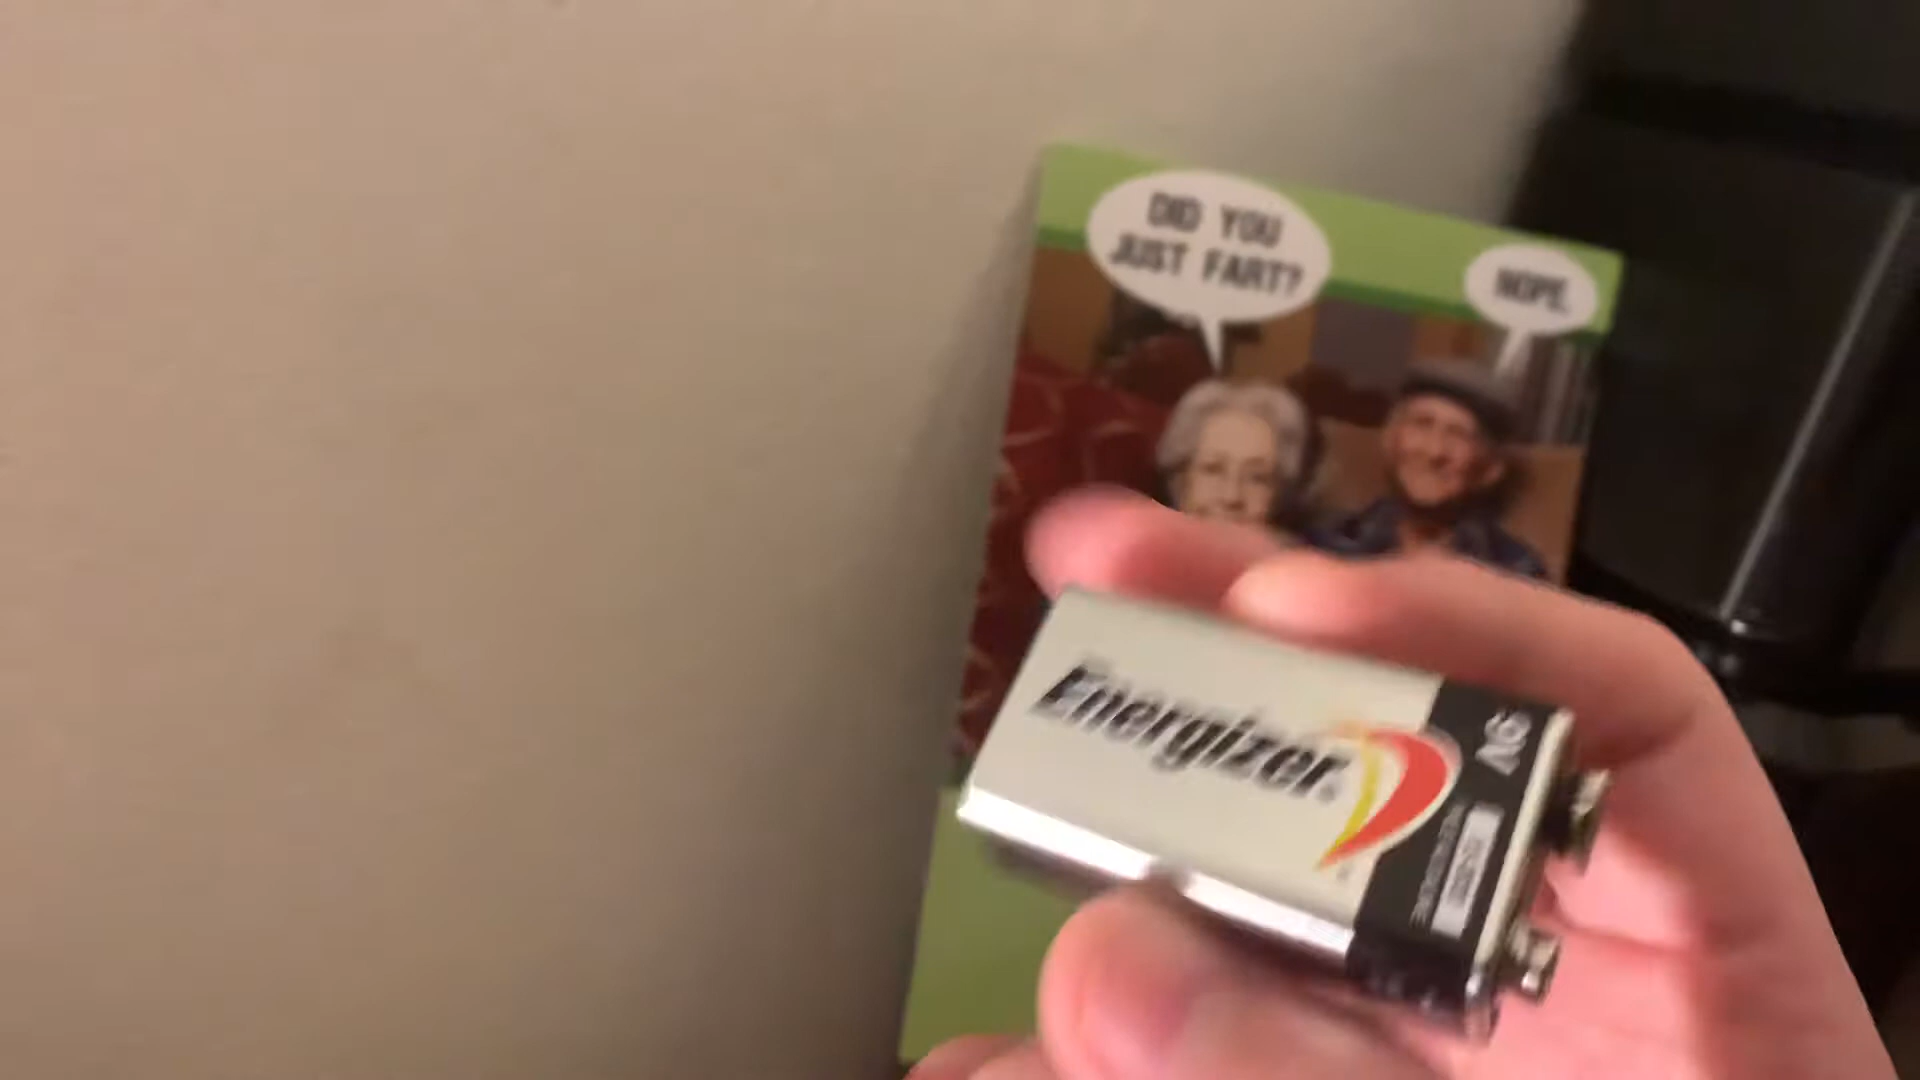 DID YOU
JUST FART?
NOPE.
Energizer
9V